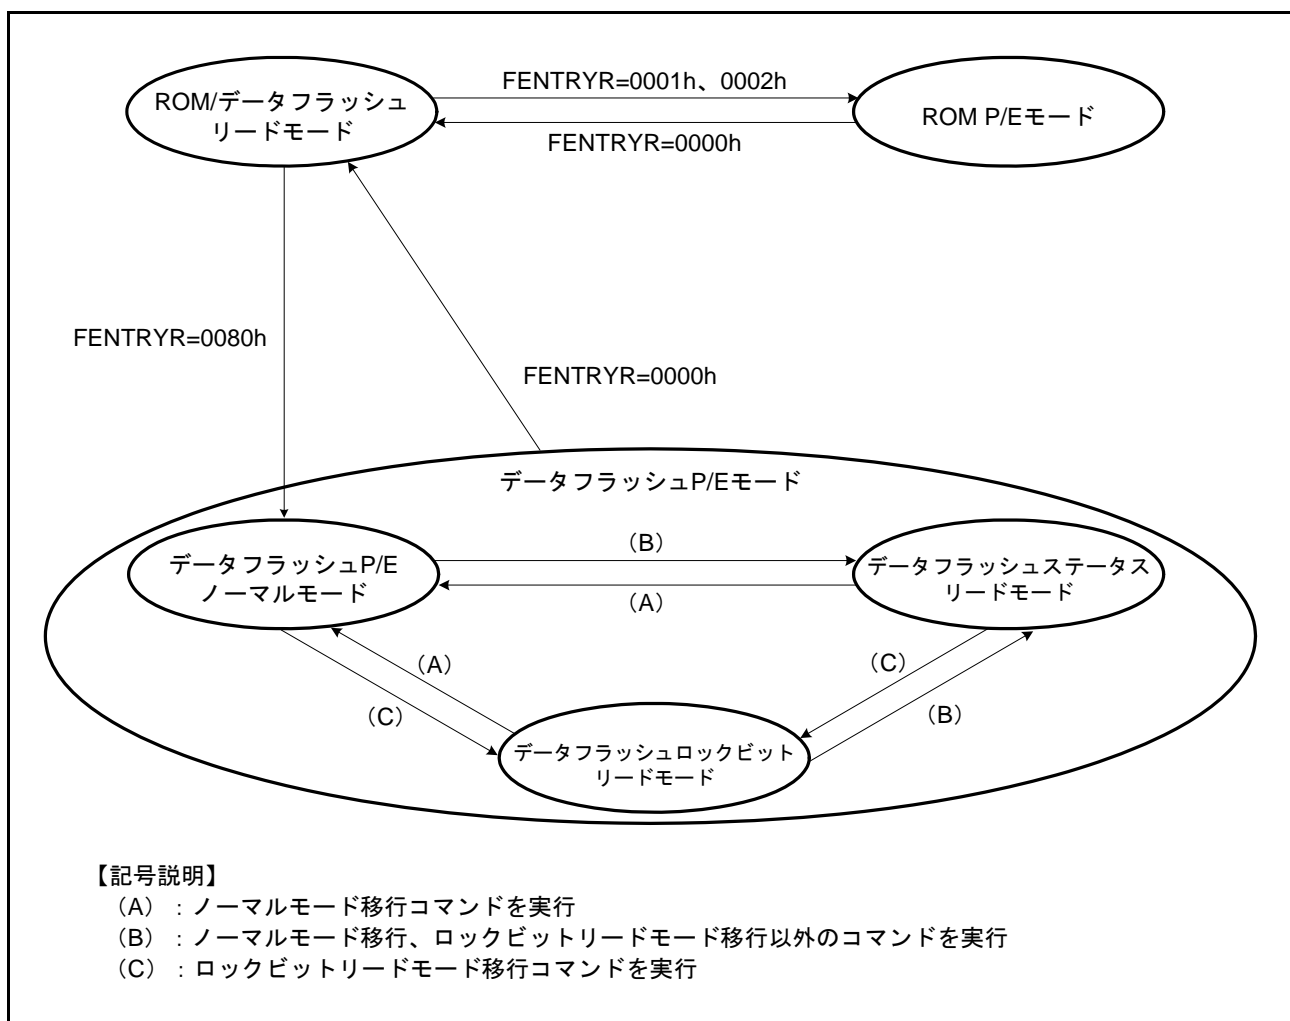 FENTRYR=0001h、0002h
ROM/データフラッシュ
リードモード
ROM P/Eモード
FENTRYR=0000h
FENTRYR=0080h
FENTRYR=0000h
データフラッシュP/Eモード
データフラッシュP/E
ノーマルモード
(B)
(A)
データフラッシュステータス
リードモード
(A)
(C)
(C)
(B)
データフラッシュロックビット
リードモード
【記号説明】
(A):ノーマルモード移行コマンドを実行
(B):ノーマルモード移行、ロックビットリードモード移行以外のコマンドを実行
(C):ロックビットリードモード移行コマンドを実行